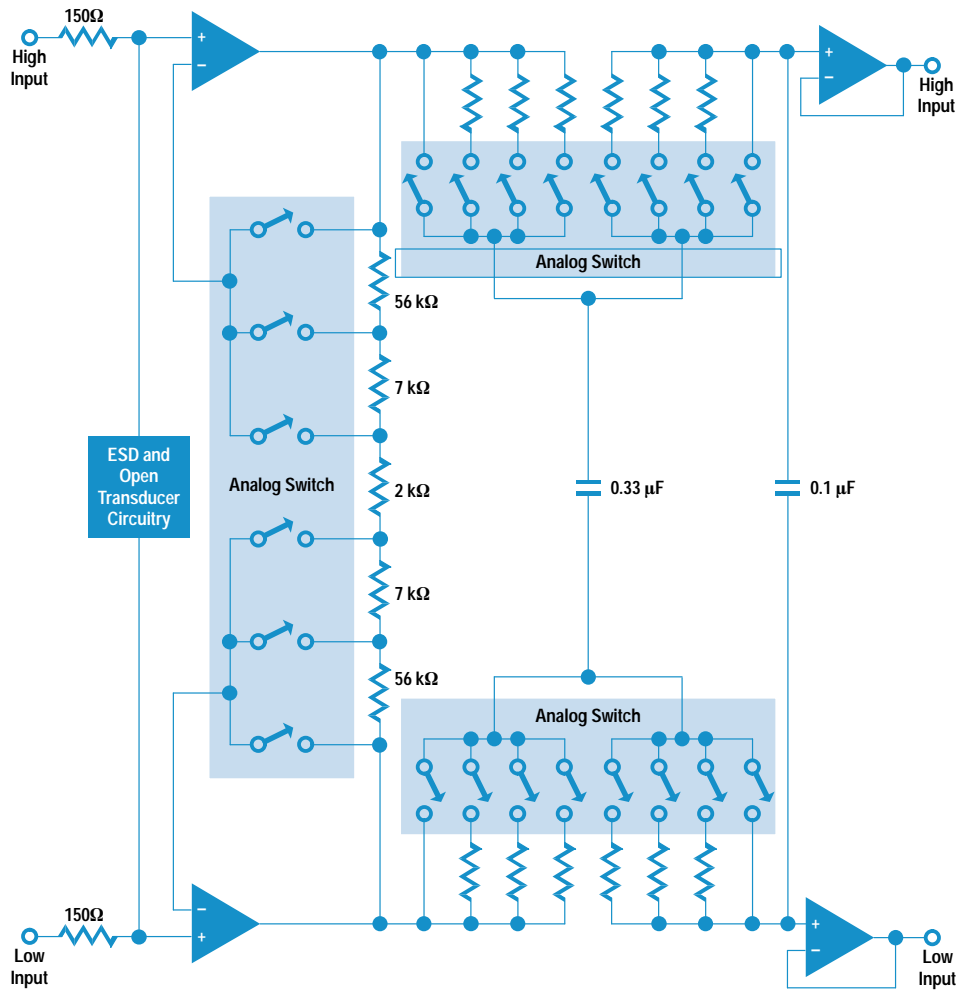 150Ω
High
Input
+
−
+
−
High
Input
Analog Switch
56 kΩ
7 kΩ
ESD and
Open
Transducer
Circuitry
Analog Switch
2 kΩ
0.33 μF
0.1 μF
7 kΩ
56 kΩ
Analog Switch
150Ω
Low
Input
−
+
+
−
Low
Input